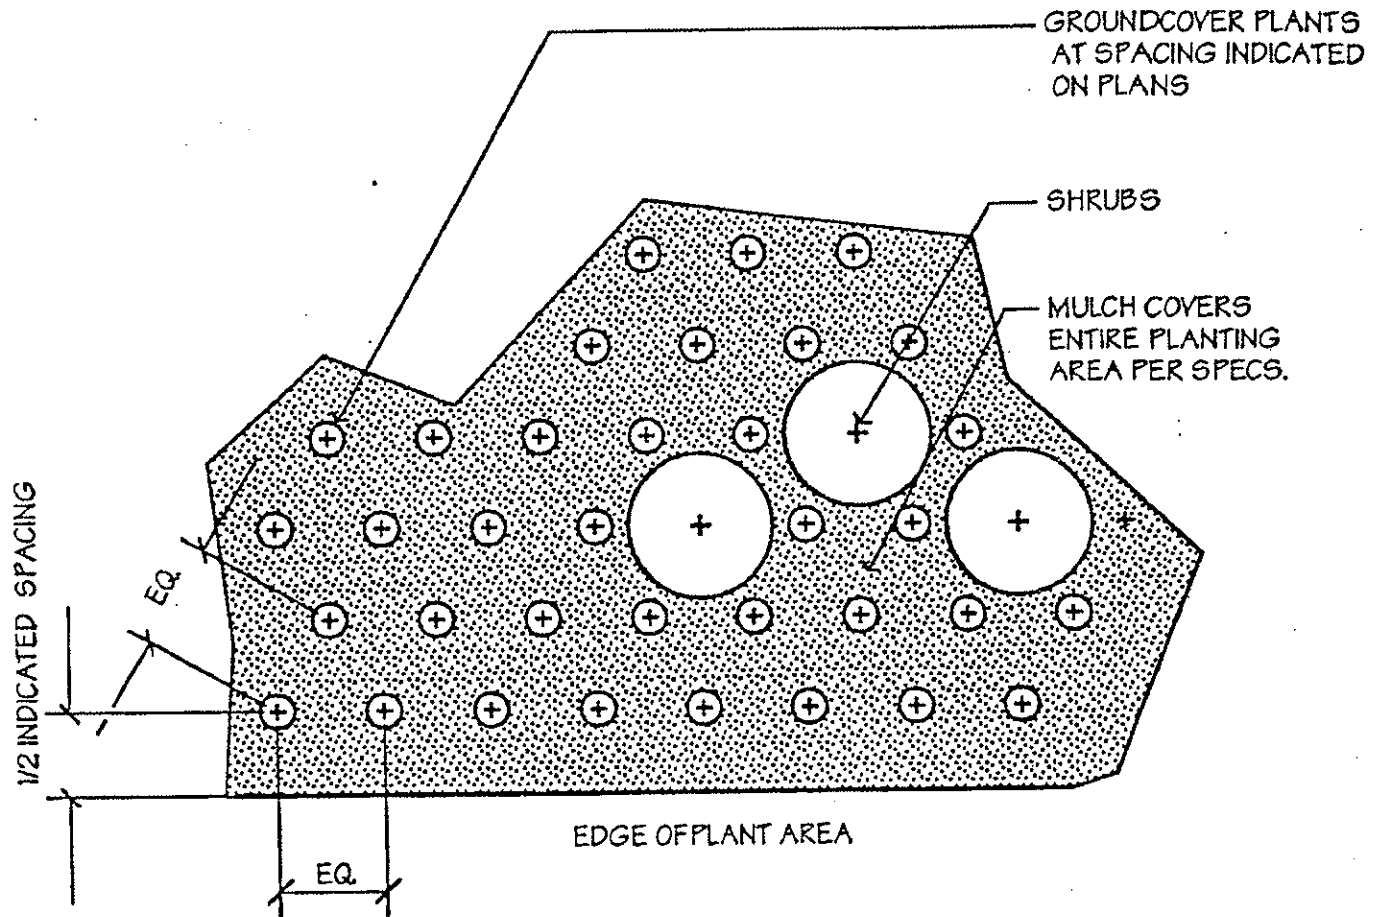 GROUNDCOVER PLANTS
AT SPACING INDICATED
ON PLANS
SHRUBS
MULCH COVERS
ENTIRE PLANTING
AREA PER SPECS.
1/2 INDICATED SPACING
EQ.
EDGE OF PLANT AREA
EQ.